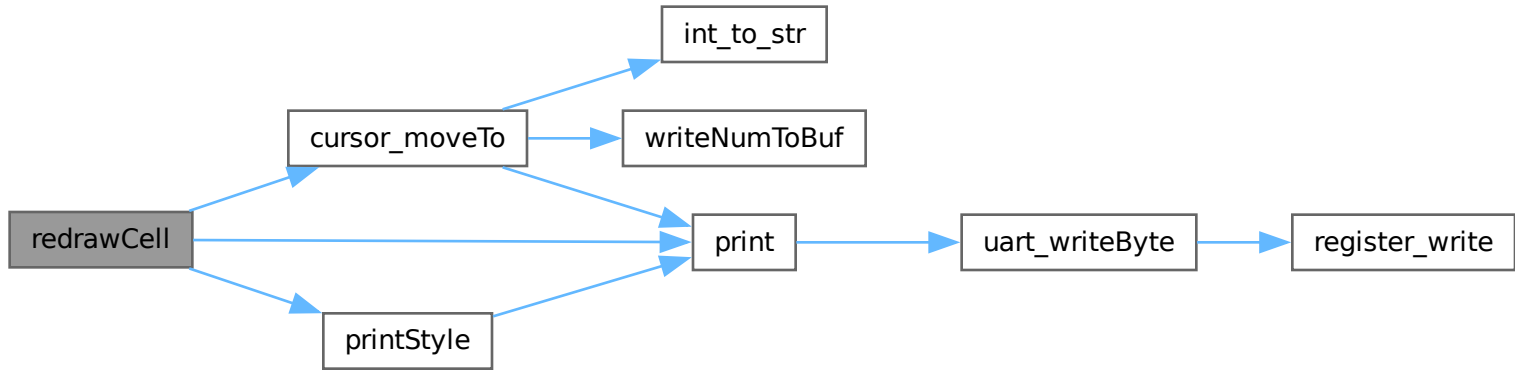 redrawCell
cursor_moveTo
printStyle
int_to_str
writeNumToBuf
print
uart_writeByte
register_write